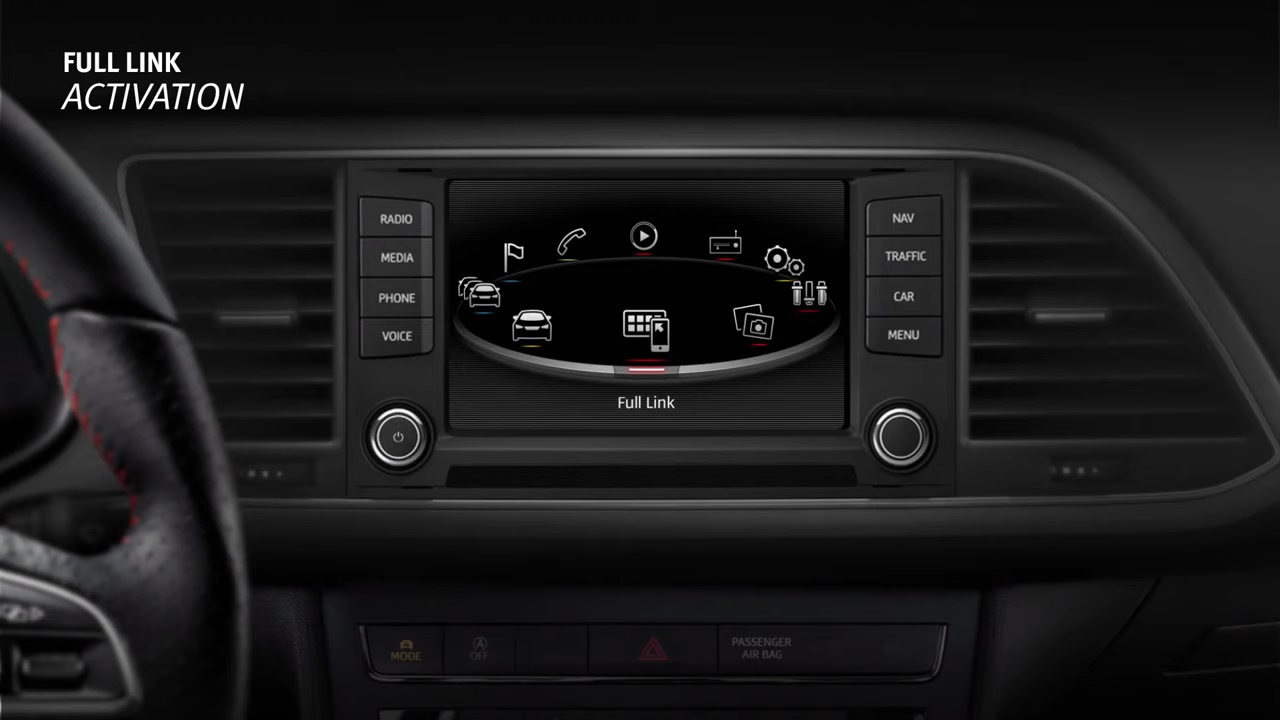 FULL LINK
ACTIVATION
RADIO
MEDIA
PHONE
VOICE
Full Link
NAV
TRAFFIC
CAR
MENU
MODE
A
OFF
PASSENGER
AIR BAG